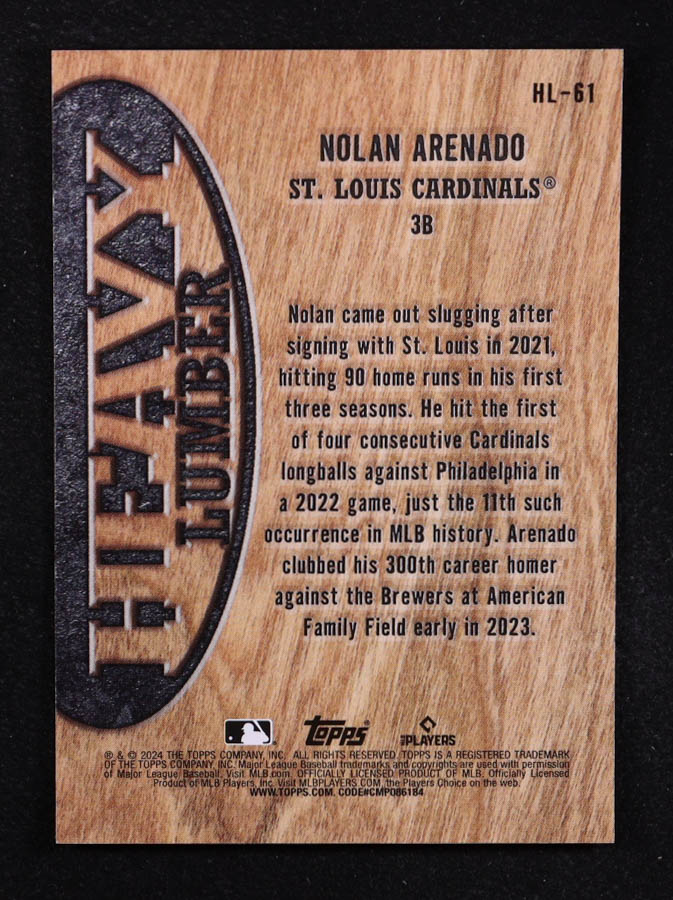 HL-61
NOLAN ARENADO
ST. LOUIS CARDINALS®
3B
HEAVY
LUMBER
Nolan came out slugging after
signing with St. Louis in 2021,
hitting 90 home runs in his first
three seasons. He hit the first
of four consecutive Cardinals
longballs against Philadelphia in
a 2022 game, just the 11th such
occurrence in MLB history. Arenado
clubbed his 300th career homer
against the Brewers at American
Family Field early in 2023.
TOPPS®
MLB PLAYERS
® & © 2024 THE TOPPS COMPANY, INC. ALL RIGHTS RESERVED. TOPPS IS A REGISTERED TRADEMARK
OF THE TOPPS COMPANY, INC. Major League Baseball trademarks and copyrights are used with permission
of Major League Baseball. Visit MLB.com. OFFICIALLY LICENSED PRODUCT OF MLB. Officially Licensed
Product of MLB Players, Inc. Visit MLBPLAYERS.COM, the Players Choice on the web.
WWW.TOPPS.COM. CODE#CMP086184